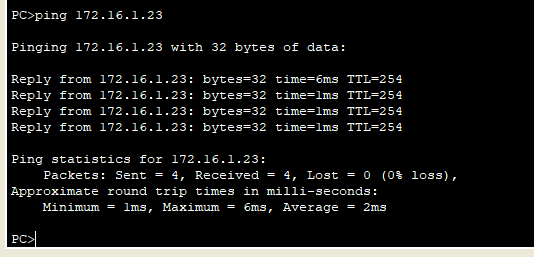 PC>ping 172.16.1.23
Pinging 172.16.1.23 with 32 bytes of data:
Reply from 172.16.1.23: bytes=32 time=6ms TTL=254
Reply from 172.16.1.23: bytes=32 time=1ms TTL=254
Reply from 172.16.1.23: bytes=32 time=1ms TTL=254
Reply from 172.16.1.23: bytes=32 time=1ms TTL=254
Ping statistics for 172.16.1.23:
    Packets: Sent = 4, Received = 4, Lost = 0 (0% loss),
Approximate round trip times in milli-seconds:
    Minimum = 1ms, Maximum = 6ms, Average = 2ms
PC>